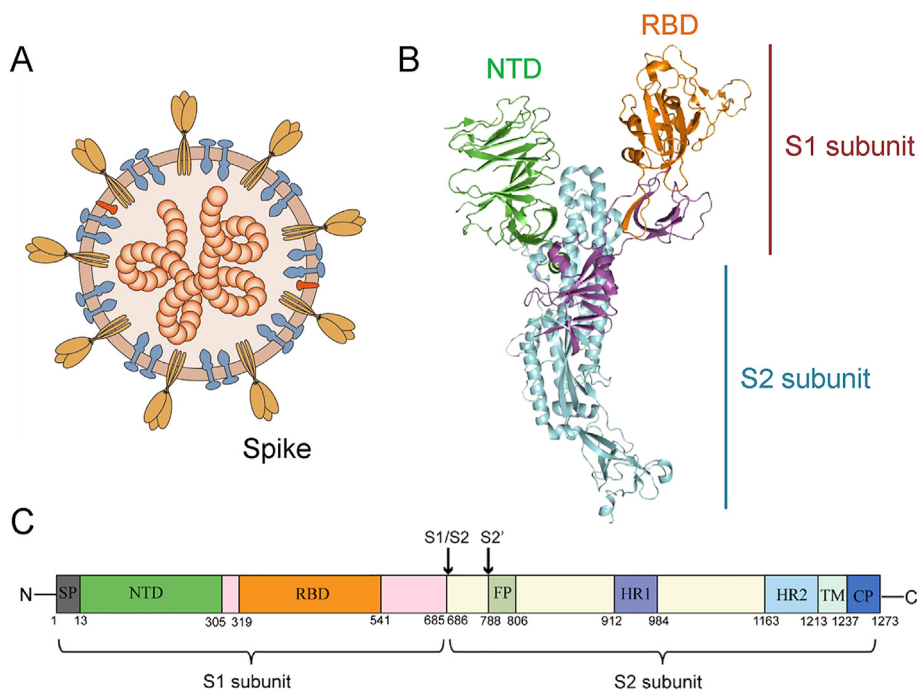 A
Spike
B
NTD
RBD
S1 subunit
S2 subunit
C
S1/S2 S2’
N SP NTD RBD FP HR1 HR2 TM CP C
1 13 305 319 541 685 686 788 806 912 984 1163 1213 1237 1273
S1 subunit S2 subunit